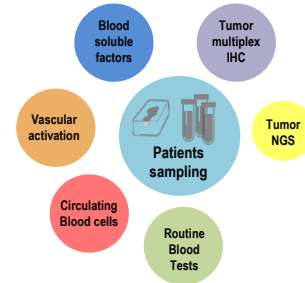 Blood
soluble
factors
Tumor
multiplex
IHC
Vascular
activation
Patients
sampling
Tumor
NGS
Circulating
Blood cells
Routine
Blood
Tests